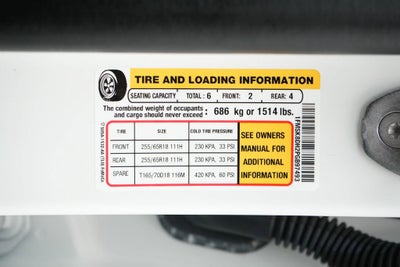 TIRE AND LOADING INFORMATION
SEATING CAPACITY TOTAL : 6 FRONT: 2 REAR: 4
The combined weight of occupants and cargo should never exceed : 686 kg or 1514 lbs.
TIRE SIZE COLD TIRE PRESSURE
FRONT 255/65R18 111H 230 KPA, 33 PSI
REAR 255/65R18 111H 230 KPA, 33 PSI
SPARE T165/70D18 116M 420 KPA, 60 PSI
SEE OWNERS
MANUAL FOR
ADDITIONAL
INFORMATION